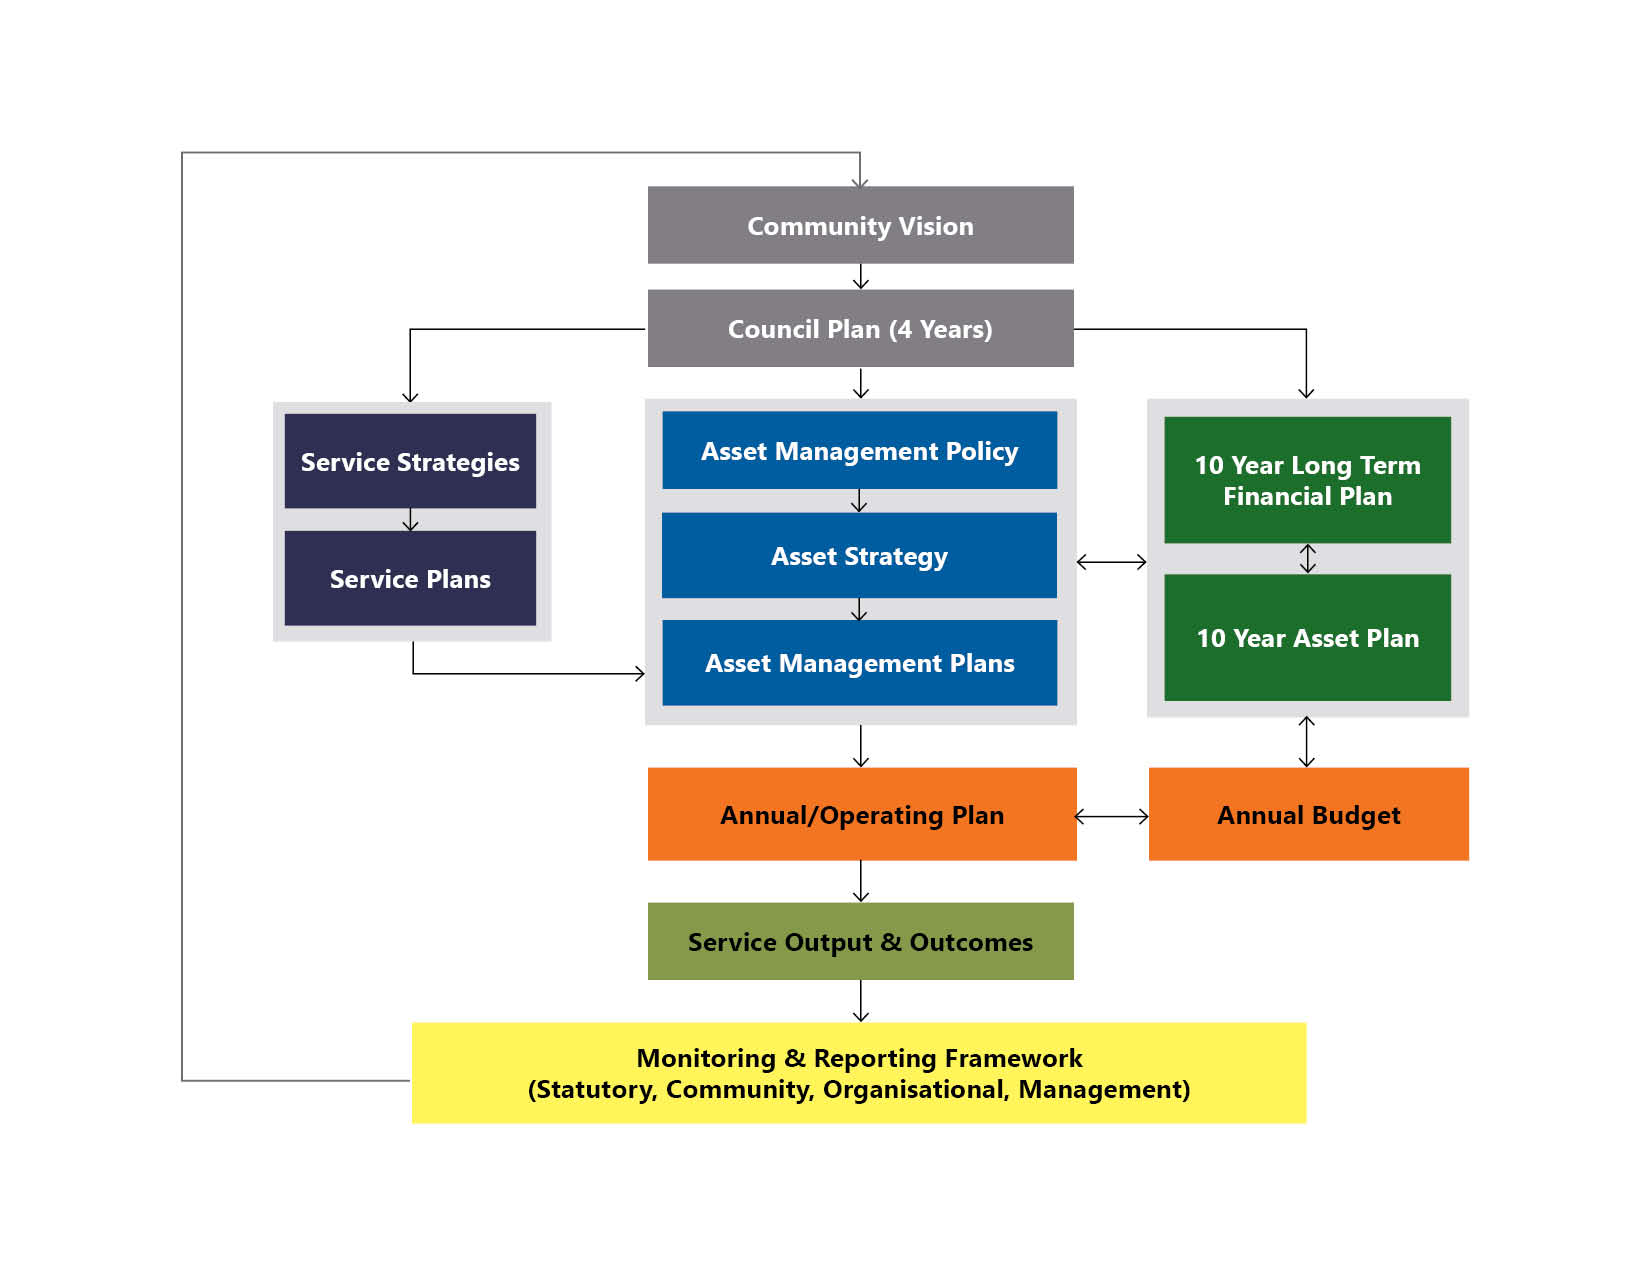 Community Vision
Council Plan (4 Years)
Service Strategies
Service Plans
Asset Management Policy
Asset Strategy
Asset Management Plans
10 Year Long Term
Financial Plan
10 Year Asset Plan
Annual/Operating Plan
Annual Budget
Service Output & Outcomes
Monitoring & Reporting Framework
(Statutory, Community, Organisational, Management)